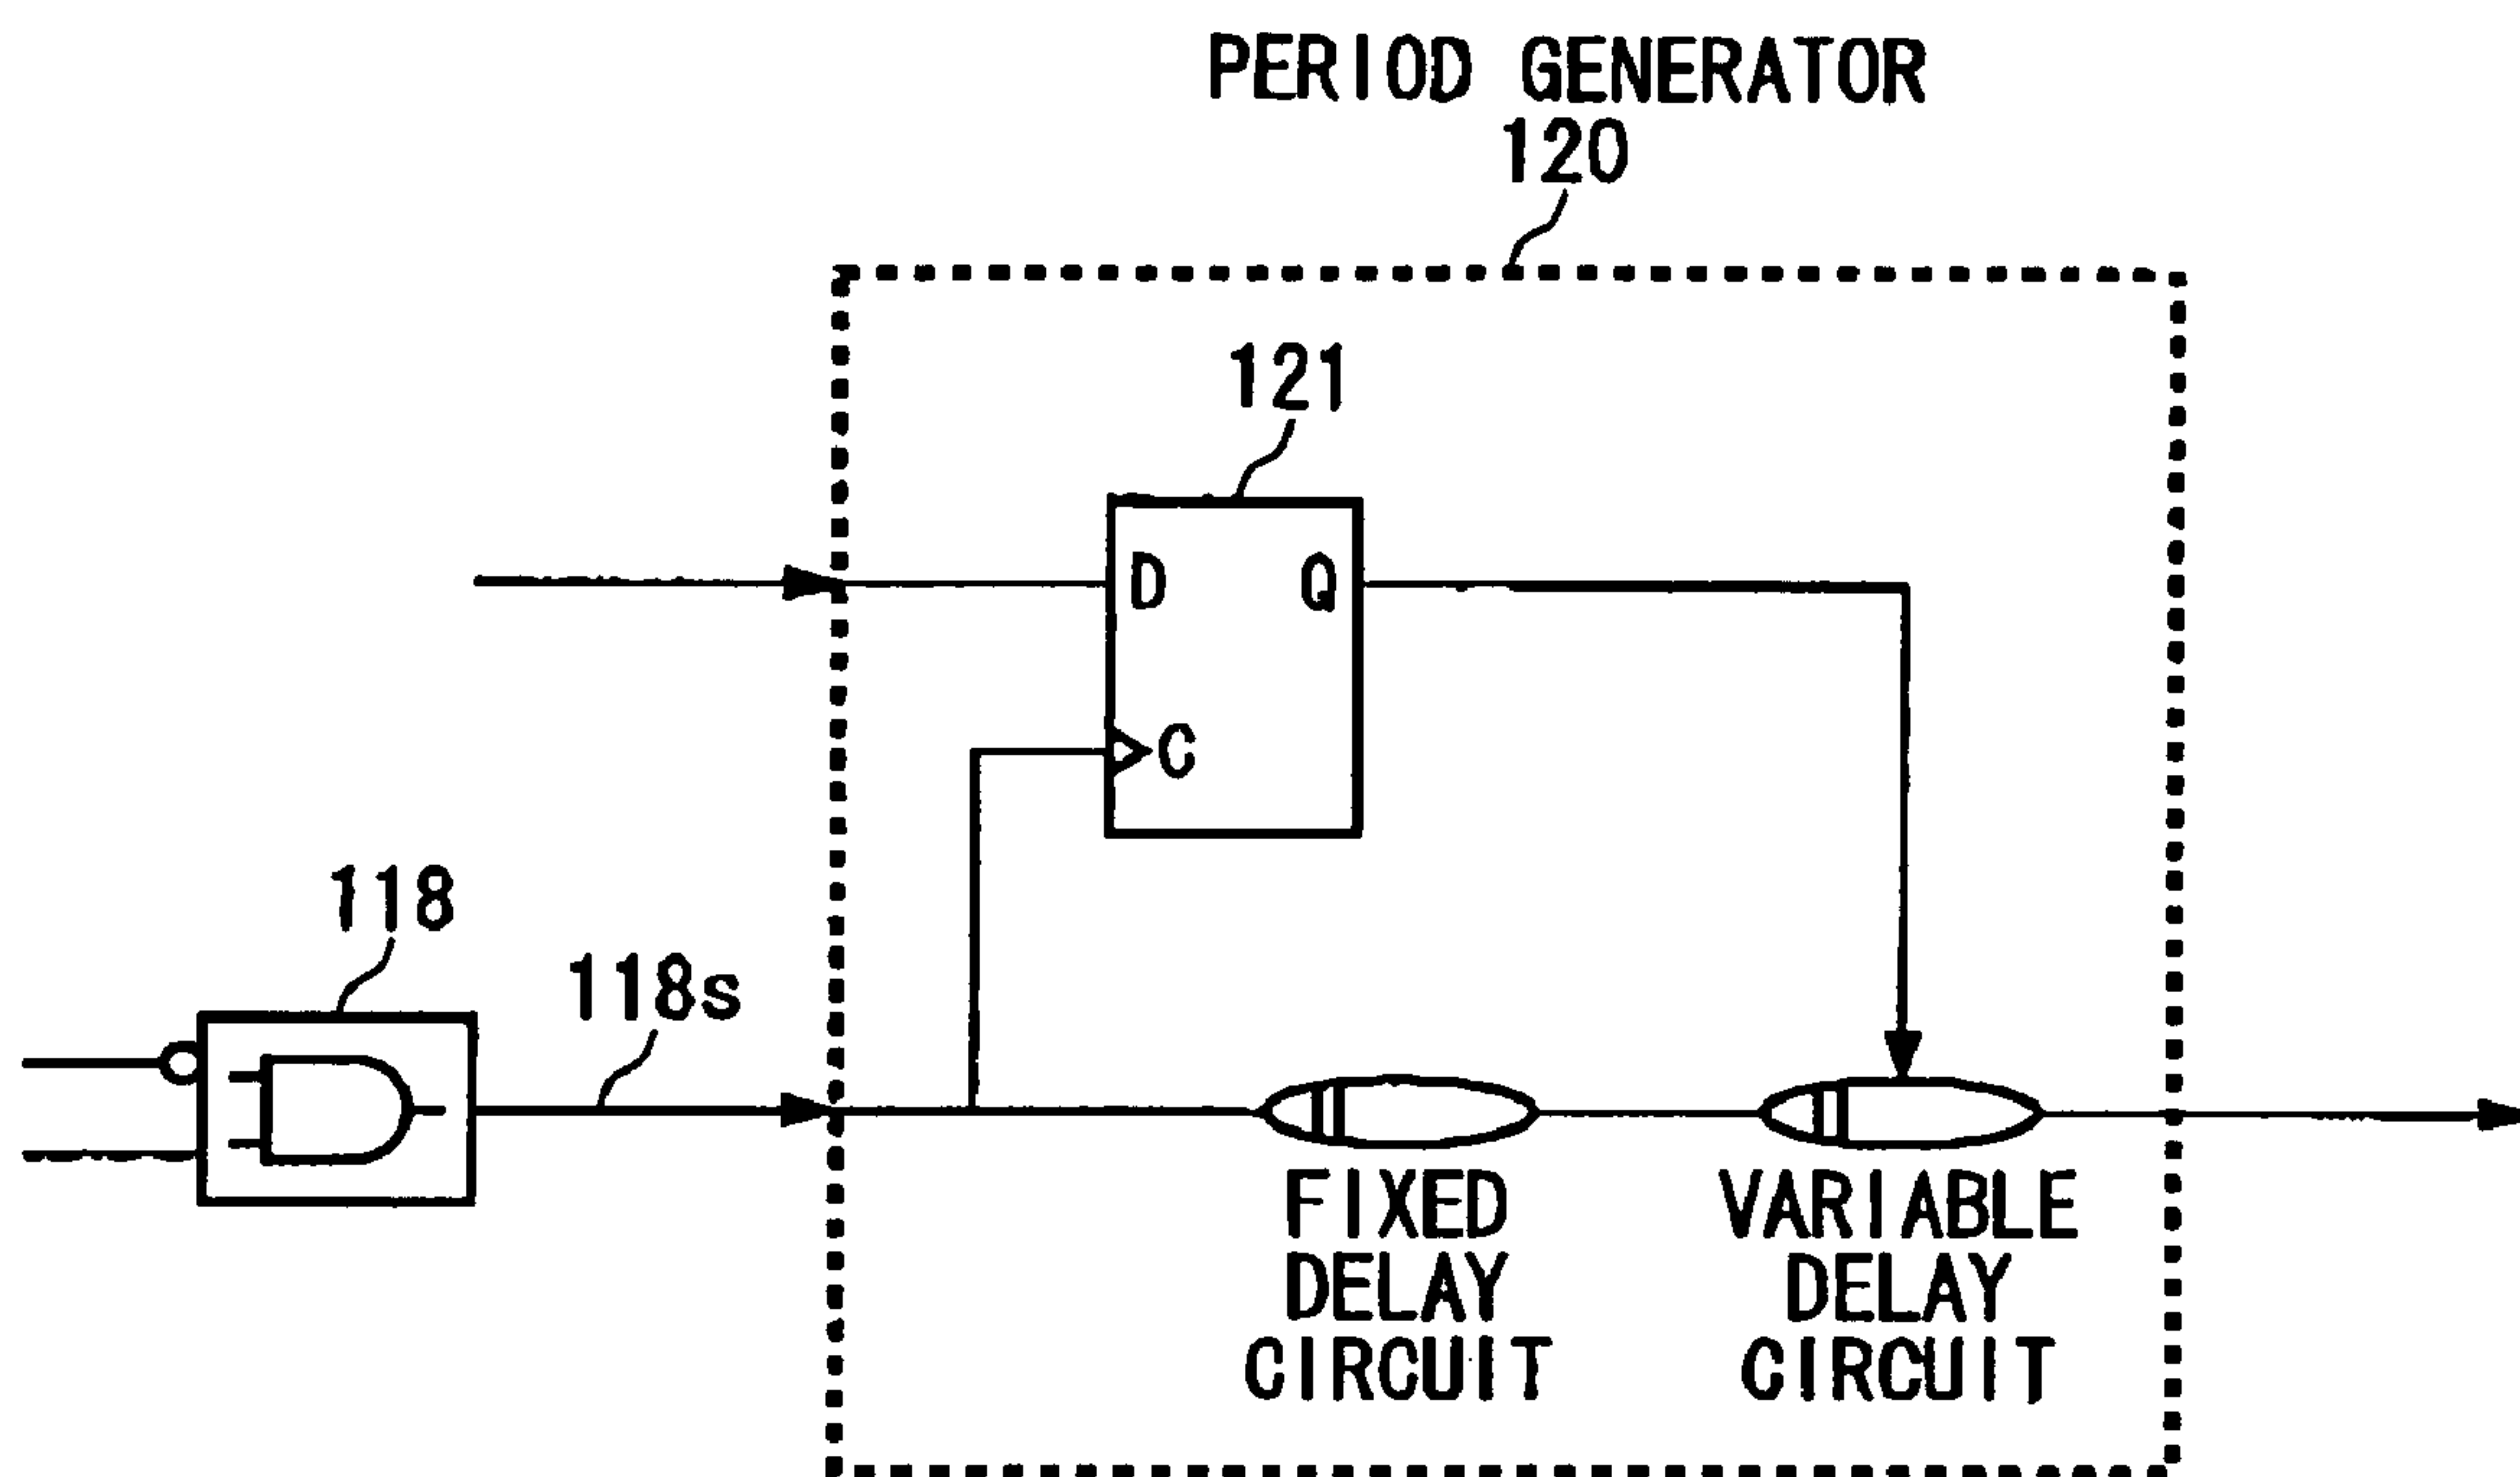 PERIOD GENERATOR
120
121
D
Q
C
118
118s
FIXED
DELAY
CIRCUIT
VARIABLE
DELAY
CIRCUIT